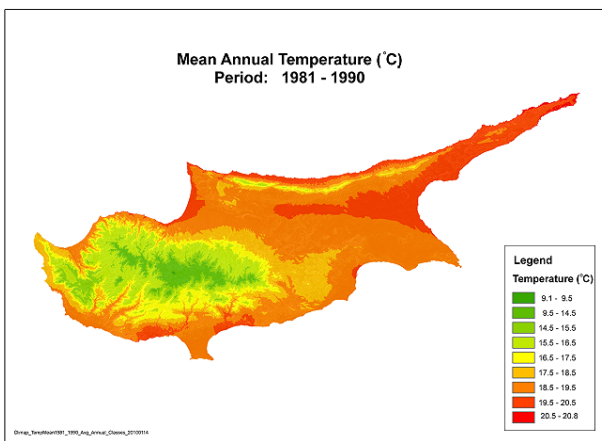 Mean Annual Temperature (°C)
Period: 1981 - 1990
Legend
Temperature (°C)
9.1 - 9.5
9.5 - 14.5
14.5 - 15.5
15.5 - 16.5
16.5 - 17.5
17.5 - 18.5
18.5 - 19.5
19.5 - 20.5
20.5 - 20.8